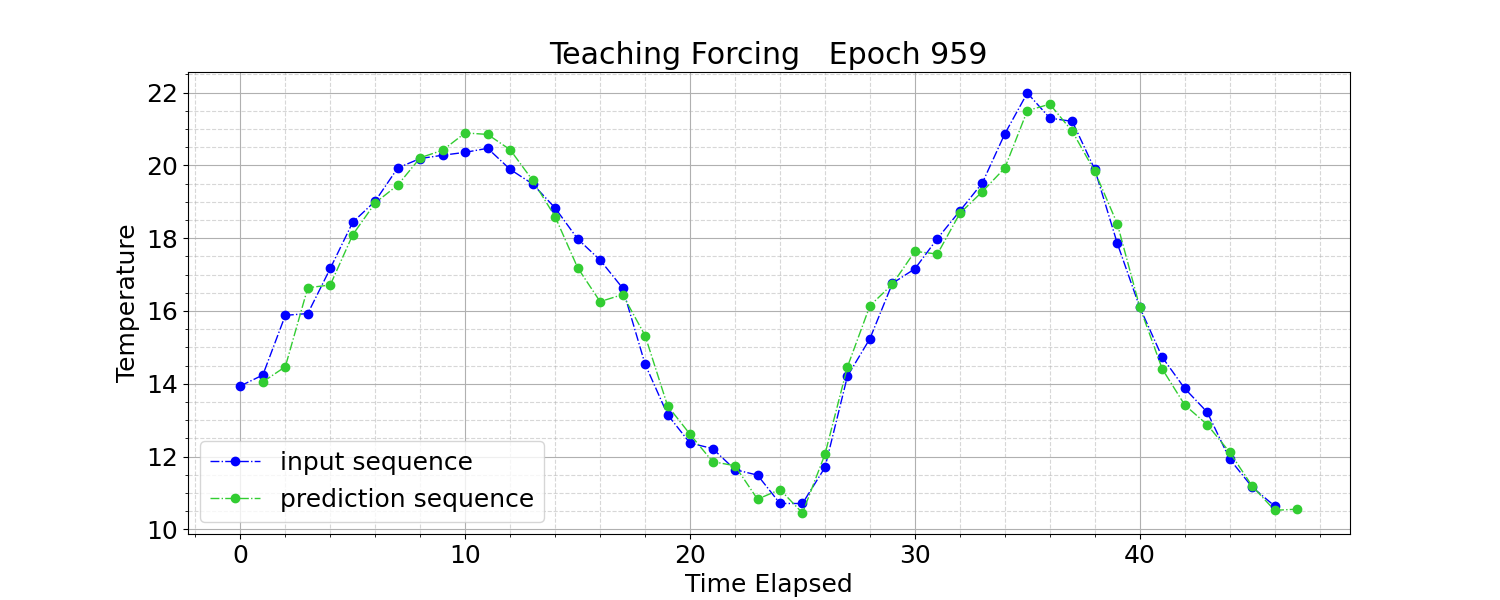 Teaching Forcing   Epoch 959
Temperature
22
20
18
16
14
12
10
input sequence
prediction sequence
0 10 20 30 40
Time Elapsed